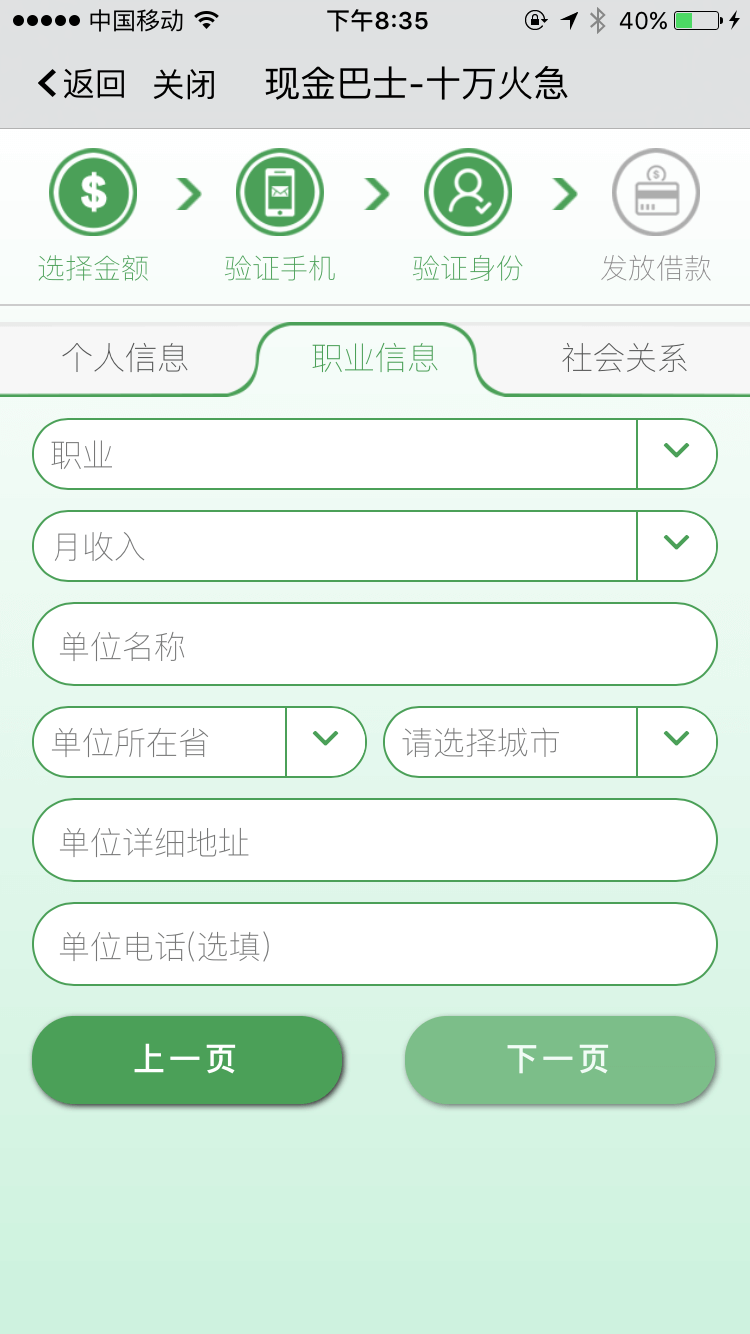 中国移动 下午8:35 40%
返回 关闭 现金巴士-十万火急
选择金额 验证手机 验证身份 发放借款
个人信息 职业信息 社会关系
职业
月收入
单位名称
单位所在省 请选择城市
单位详细地址
单位电话(选填)
上一页 下一页